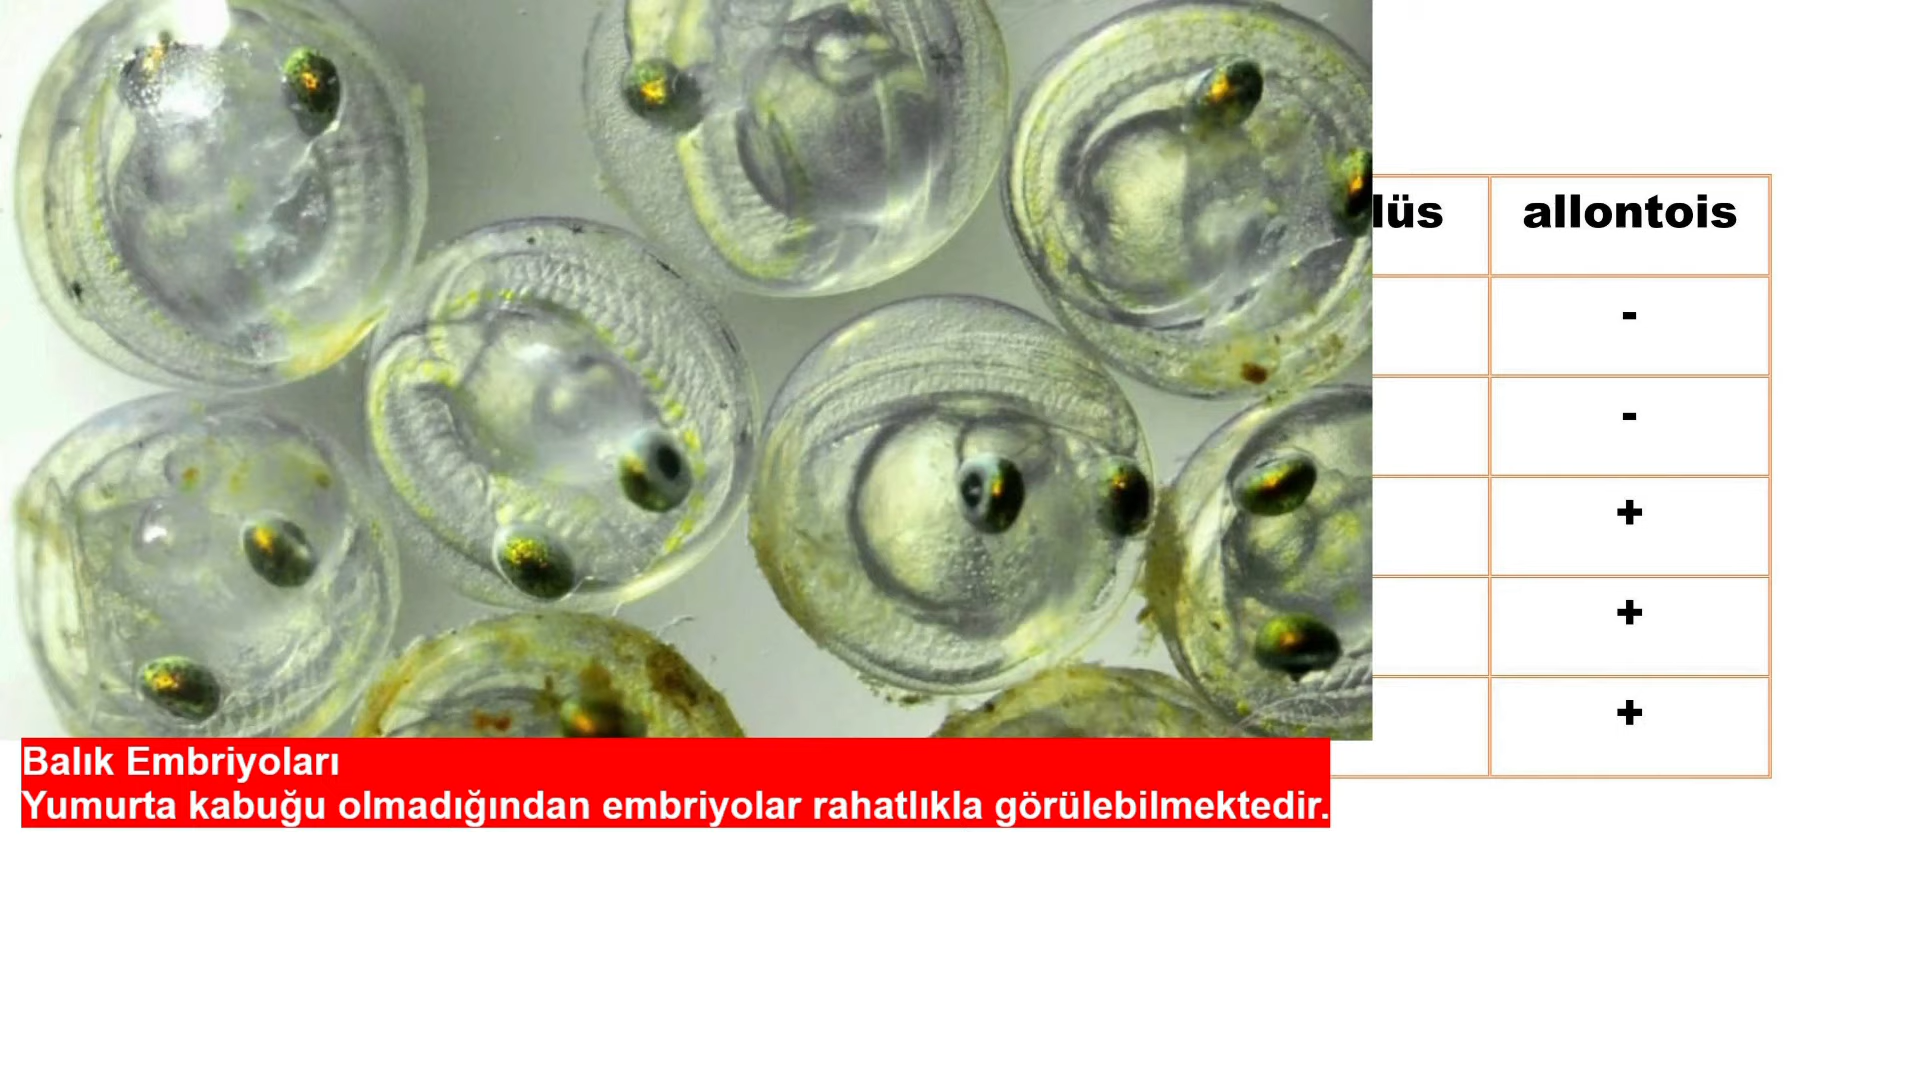 lüs allontois
-
-
+
+
+
Balık Embriyoları
Yumurta kabuğu olmadığından embriyolar rahatlıkla görülebilmektedir.